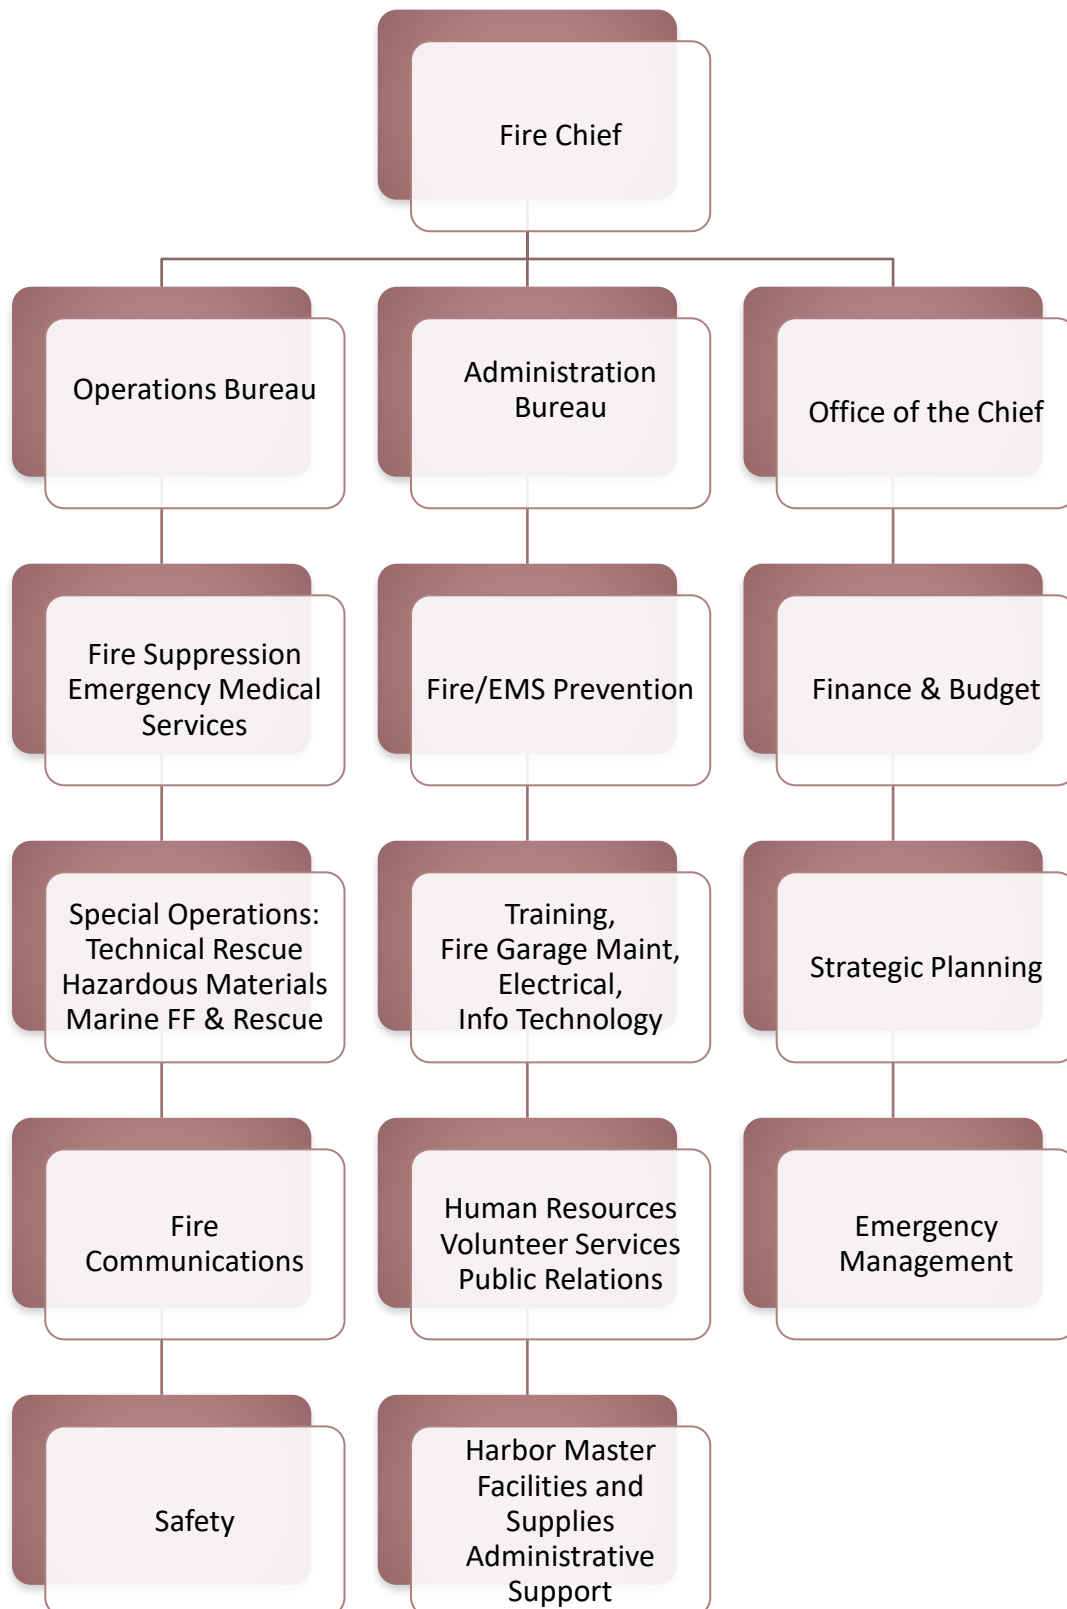 Fire Chief
Operations Bureau
Administration
Bureau
Office of the Chief
Fire Suppression
Emergency Medical
Services
Fire/EMS Prevention
Finance & Budget
Special Operations:
Technical Rescue
Hazardous Materials
Marine FF & Rescue
Training,
Fire Garage Maint,
Electrical,
Info Technology
Strategic Planning
Fire
Communications
Human Resources
Volunteer Services
Public Relations
Emergency
Management
Safety
Harbor Master
Facilities and
Supplies
Administrative
Support